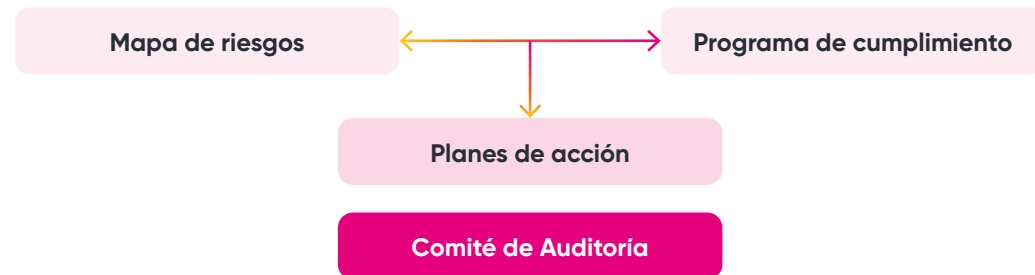 Mapa de riesgos
Programa de cumplimiento
Planes de acción
Comité de Auditoría